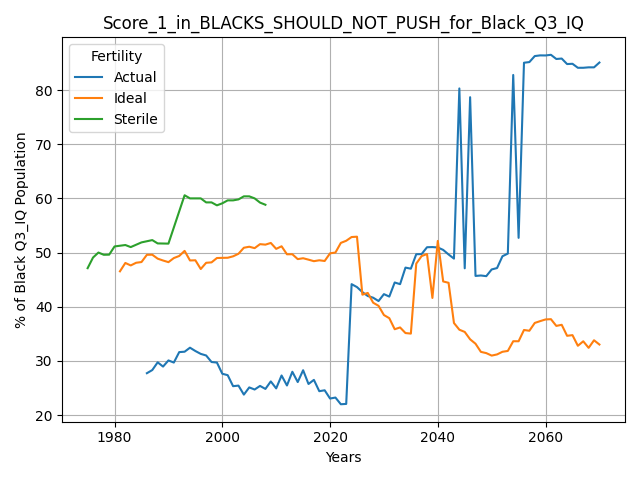 Score_1_in_BLACKS_SHOULD_NOT_PUSH_for_Black_Q3_IQ
Fertility
Actual
Ideal
Sterile
% of Black Q3_IQ Population
80
70
60
50
40
30
20
1980
2000
2020
2040
2060
Years